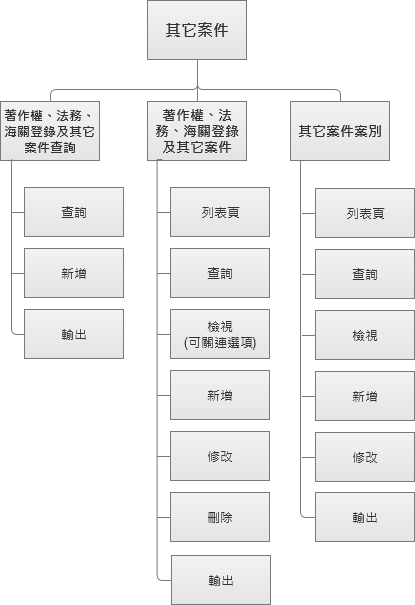 其它案件
著作權、法務、
海關登錄及其它
案件查詢
查詢
新增
輸出
著作權、法
務、海關登錄
及其它案件
列表頁
查詢
檢視
(可關連選項)
新增
修改
刪除
輸出
其它案件案別
列表頁
查詢
檢視
新增
修改
輸出